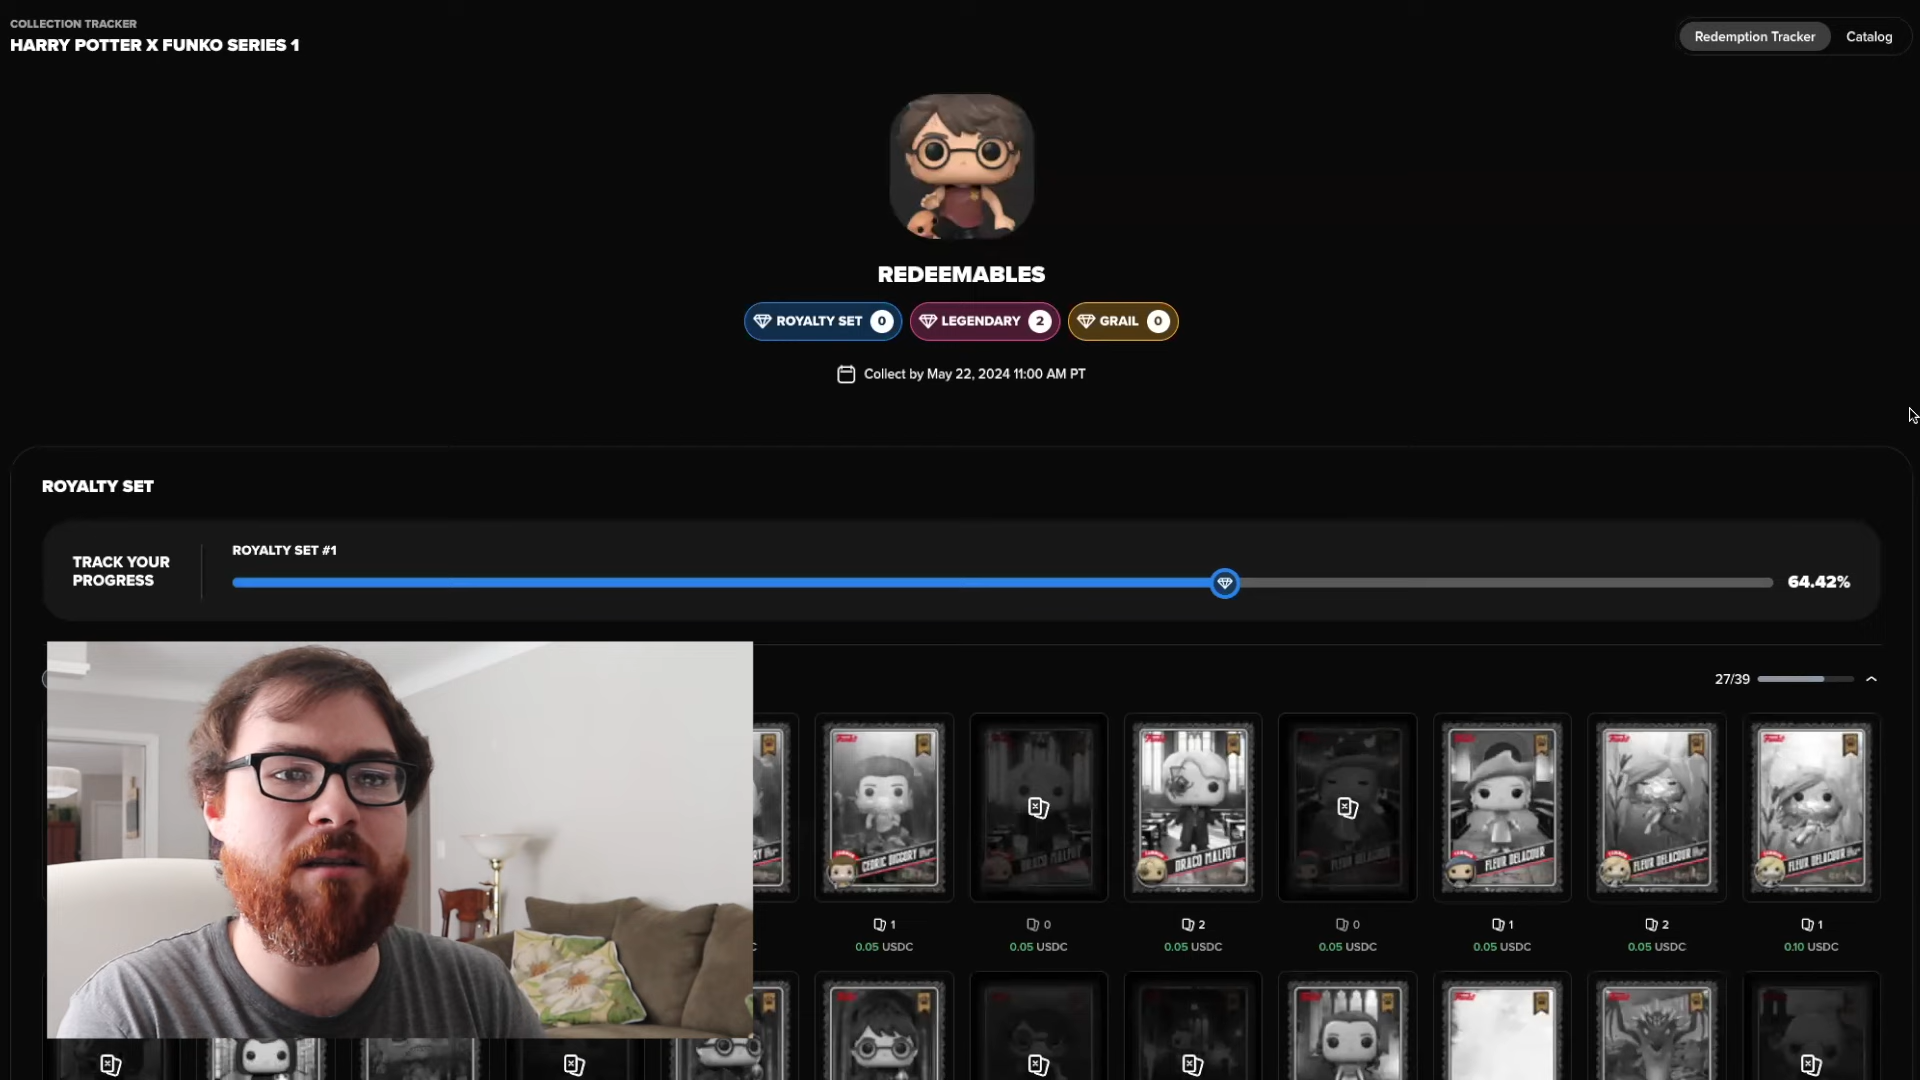 COLLECTION TRACKER
HARRY POTTER X FUNKO SERIES 1
Redemption Tracker
Catalog
REDEEMABLES
ROYALTY SET 0
LEGENDARY 2
GRAIL 0
Collect by May 22, 2024 11:00 AM PT
ROYALTY SET
TRACK YOUR PROGRESS
ROYALTY SET #1
64.42%
27/39
CEDRIC DIGGORY
DRACO MALFOY
DRACO MALFOY
FLEUR DELACOUR
FLEUR DELACOUR
FLEUR DELACOUR
FLEUR DELACOUR
1
0
2
0
1
2
1
0.05 USDC
0.05 USDC
0.05 USDC
0.05 USDC
0.05 USDC
0.05 USDC
0.10 USDC